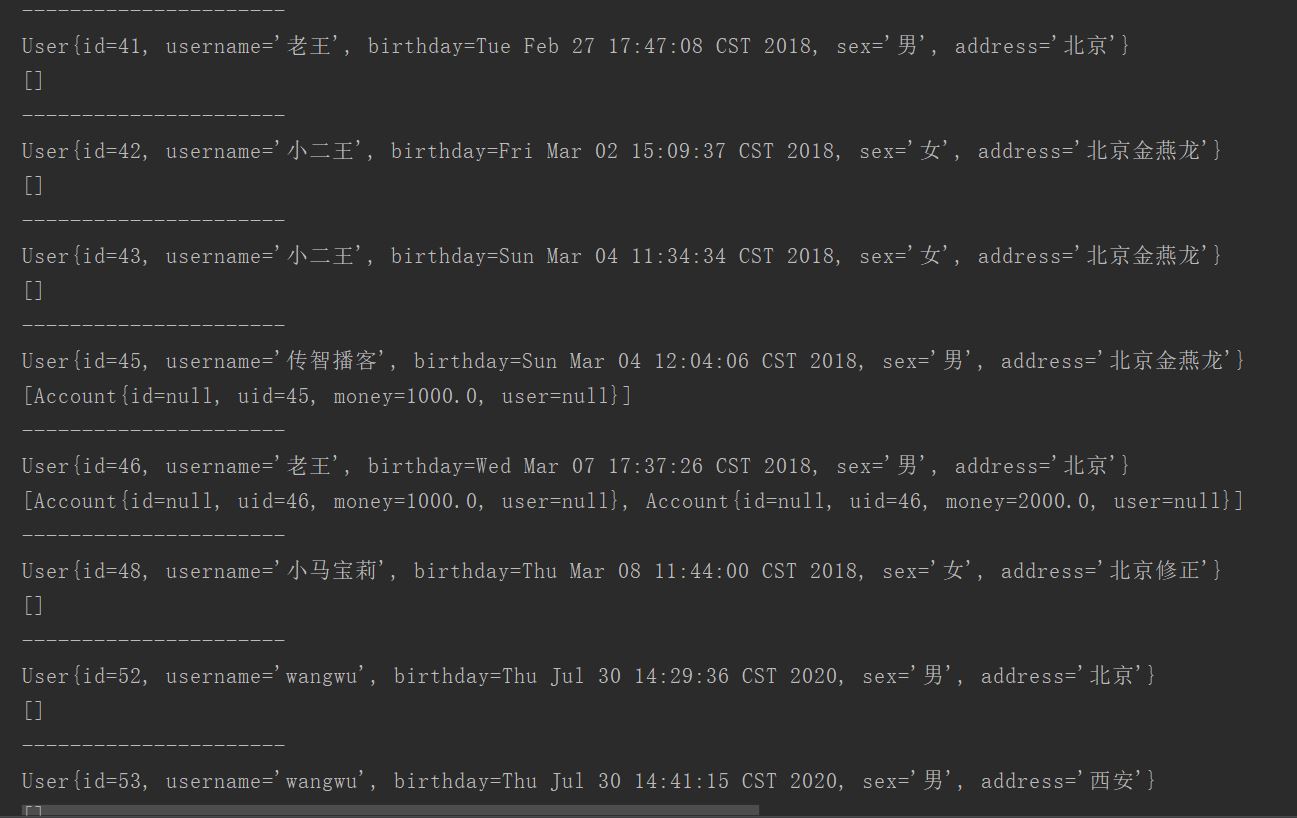 ----------------------
User{id=41, username='老王', birthday=Tue Feb 27 17:47:08 CST 2018, sex='男', address='北京'}
[]
----------------------
User{id=42, username='小二王', birthday=Fri Mar 02 15:09:37 CST 2018, sex='女', address='北京金燕龙'}
[]
----------------------
User{id=43, username='小二王', birthday=Sun Mar 04 11:34:34 CST 2018, sex='女', address='北京金燕龙'}
[]
----------------------
User{id=45, username='传智播客', birthday=Sun Mar 04 12:04:06 CST 2018, sex='男', address='北京金燕龙'}
[Account{id=null, uid=45, money=1000.0, user=null}]
----------------------
User{id=46, username='老王', birthday=Wed Mar 07 17:37:26 CST 2018, sex='男', address='北京'}
[Account{id=null, uid=46, money=1000.0, user=null}, Account{id=null, uid=46, money=2000.0, user=null}]
----------------------
User{id=48, username='小马宝莉', birthday=Thu Mar 08 11:44:00 CST 2018, sex='女', address='北京修正'}
[]
----------------------
User{id=52, username='wangwu', birthday=Thu Jul 30 14:29:36 CST 2020, sex='男', address='北京'}
[]
----------------------
User{id=53, username='wangwu', birthday=Thu Jul 30 14:41:15 CST 2020, sex='男', address='西安'}
[]